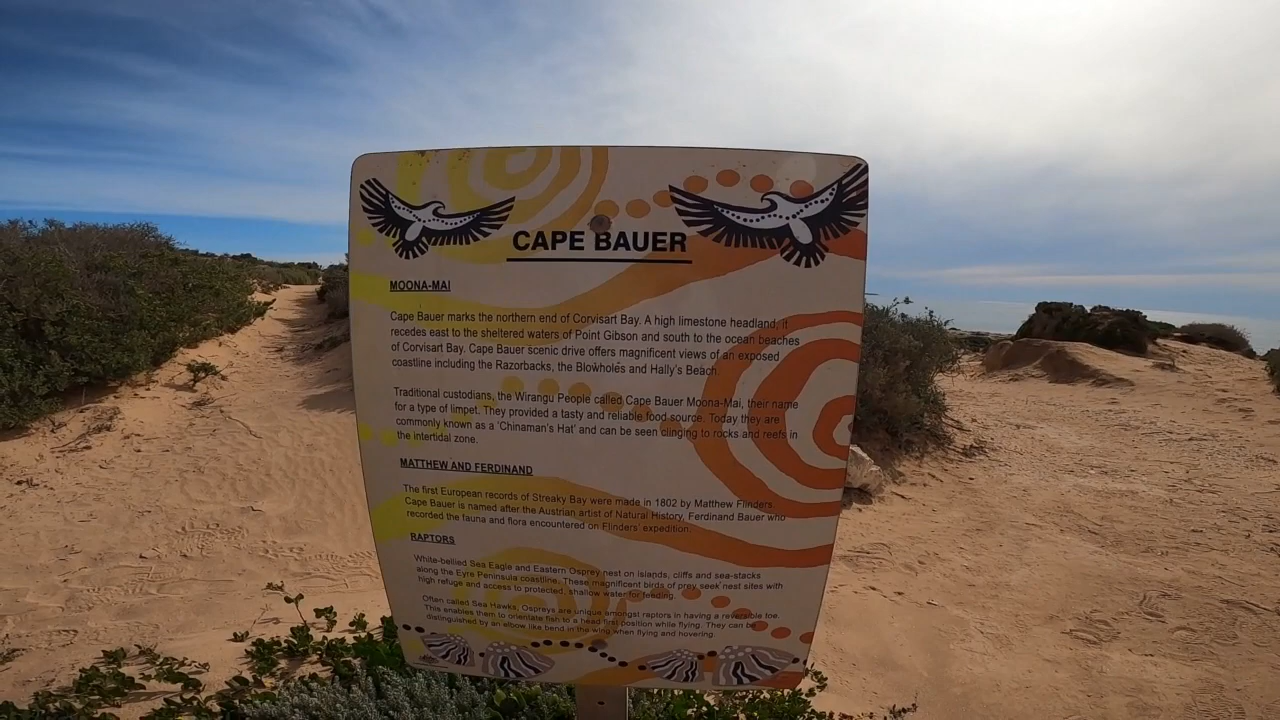 CAPE BAUER
MOONA-MAI
Cape Bauer marks the northern end of Corvisart Bay. A high limestone headland, it
recedes east to the sheltered waters of Point Gibson and south to the ocean beaches
of Corvisart Bay. Cape Bauer scenic drive offers magnificent views of an exposed
coastline including the Razorbacks, the Blowholes and Hally's Beach.
Traditional custodians, the Wirangu People called Cape Bauer Moona-Mai, their name
for a type of limpet. They provided a tasty and reliable food source. Today they are
commonly known as a 'Chinaman's Hat' and can be seen clinging to rocks and reefs in
the intertidal zone.
MATTHEW AND FERDINAND
The first European records of Streaky Bay were made in 1802 by Matthew Flinders.
Cape Bauer is named after the Austrian artist of Natural History, Ferdinand Bauer who
recorded the fauna and flora encountered on Flinders' expedition.
RAPTORS
White-bellied Sea Eagle and Eastern Osprey nest on islands, cliffs and sea-stacks
along the Eyre Peninsula coastline. These magnificent birds of prey seek nest sites with
high refuge and access to protected, shallow water for feeding.
Often called Sea Hawks, Ospreys are unique amongst raptors in having a reversible toe.
This enables them to orientate fish to a head first position while flying. They can be
distinguished by an elbow like bend in the wing when flying and hovering.